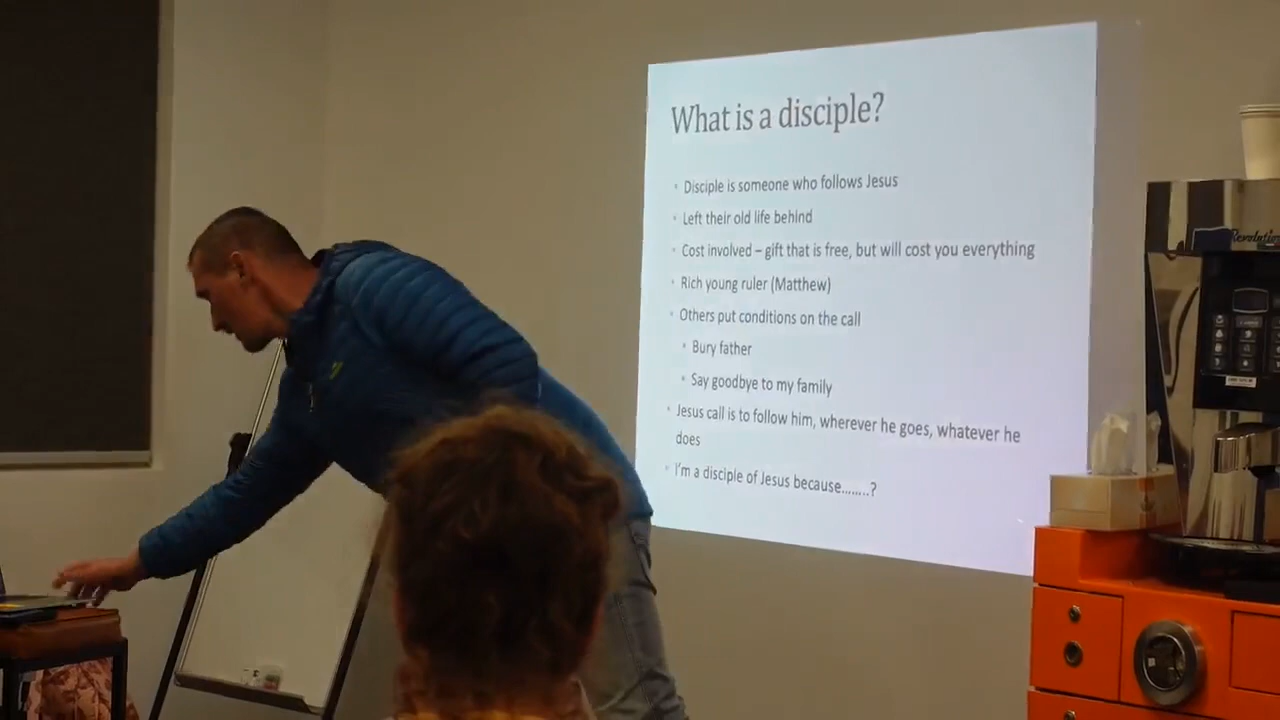 What is a disciple?
Disciple is someone who follows Jesus
Left their old life behind
Cost involved – gift that is free, but will cost you everything
Rich young ruler (Matthew)
Others put conditions on the call
Bury father
Say goodbye to my family
Jesus call is to follow him, wherever he goes, whatever he
does
I'm a disciple of Jesus because........?